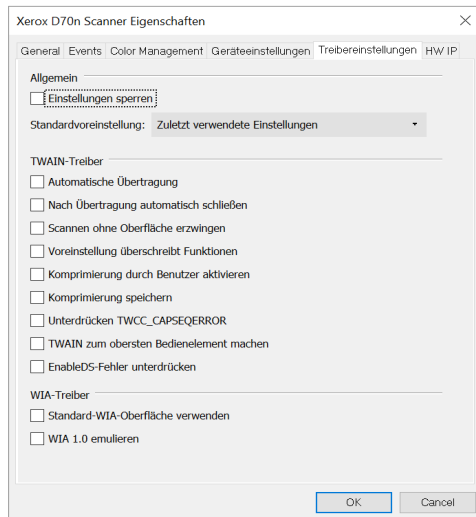 Xerox D70n Scanner Eigenschaften
General Events Color Management Geräteeinstellungen Treibereinstellungen HW IP
Allgemein
Einstellungen sperren
Standardvoreinstellung: Zuletzt verwendete Einstellungen
TWAIN-Treiber
Automatische Übertragung
Nach Übertragung automatisch schließen
Scannen ohne Oberfläche erzwingen
Voreinstellung überschreibt Funktionen
Komprimierung durch Benutzer aktivieren
Komprimierung speichern
Unterdrücken TWCC_CAPSEQERROR
TWAIN zum obersten Bedienelement machen
EnableDS-Fehler unterdrücken
WIA-Treiber
Standard-WIA-Oberfläche verwenden
WIA 1.0 emulieren
OK Cancel